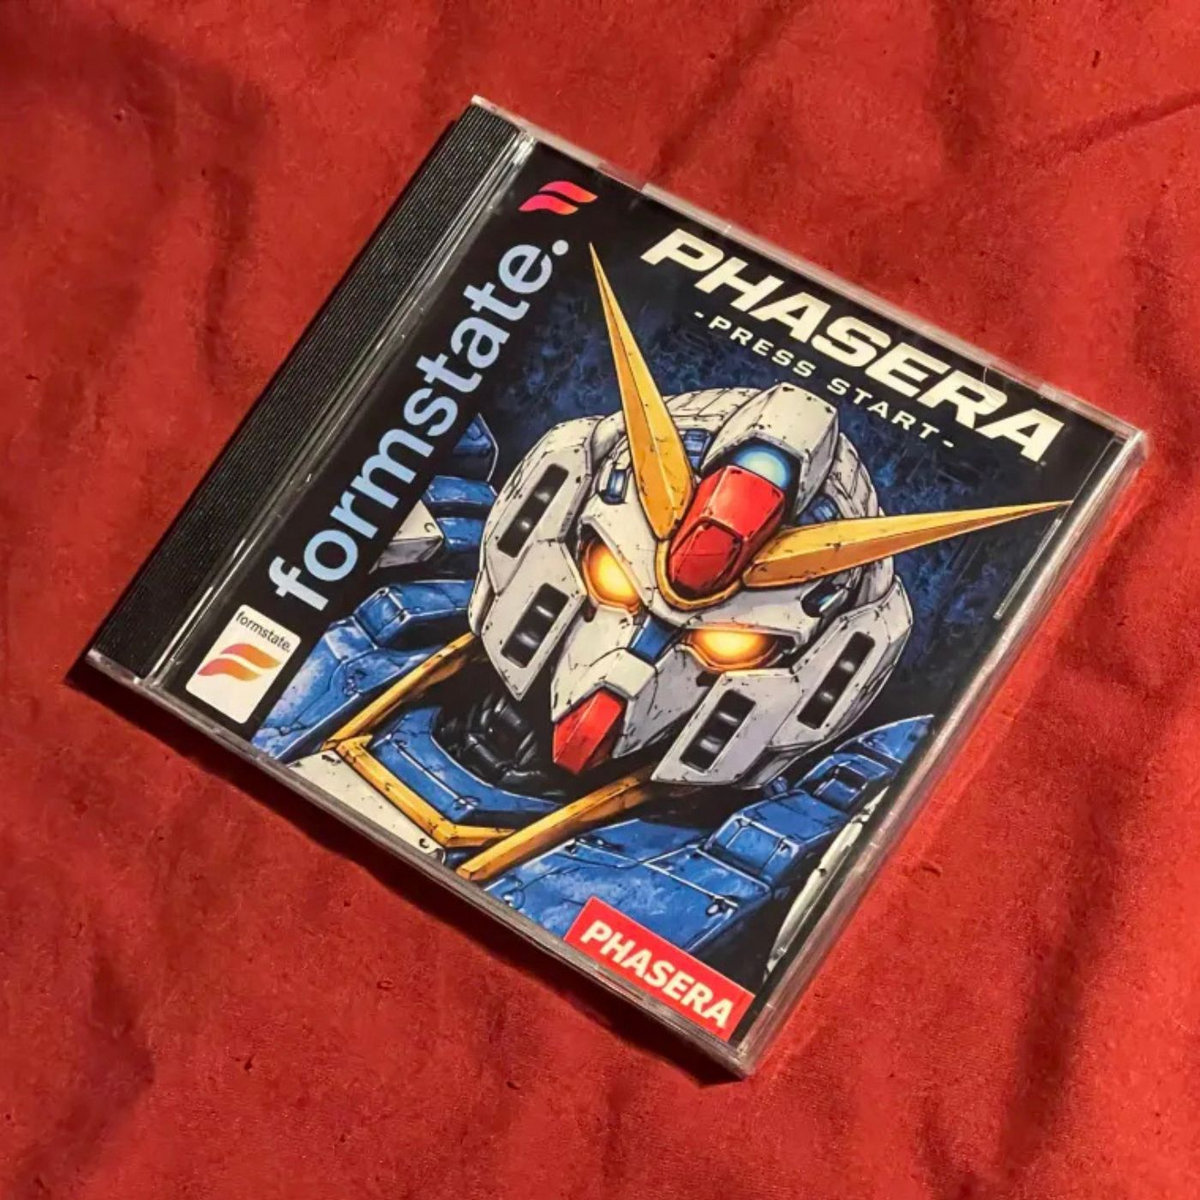 formstate.
PHASERA
-PRESS START-
formstate.
PHASERA